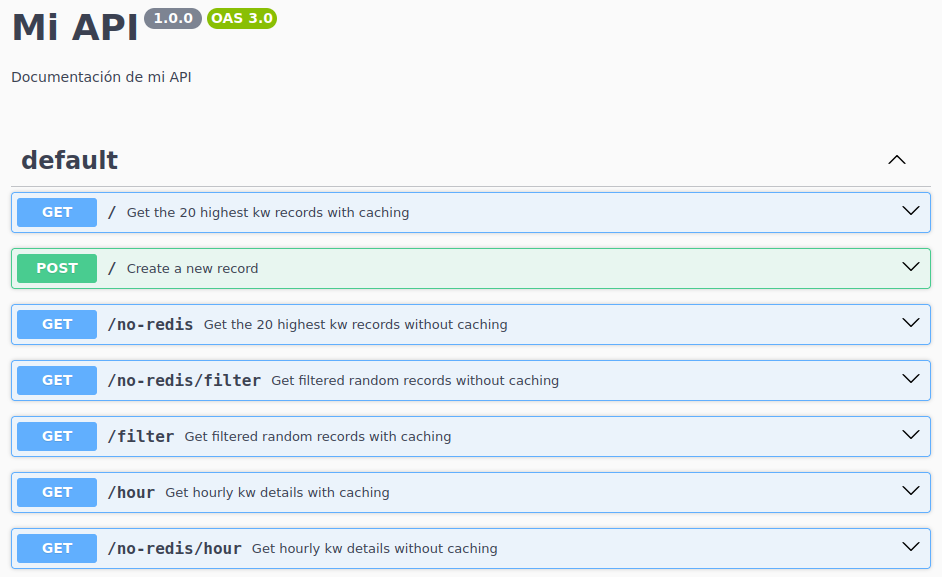 Mi API 1.0.0 OAS 3.0
Documentación de mi API
default
GET / Get the 20 highest kw records with caching
POST / Create a new record
GET /no-redis Get the 20 highest kw records without caching
GET /no-redis/filter Get filtered random records without caching
GET /filter Get filtered random records with caching
GET /hour Get hourly kw details with caching
GET /no-redis/hour Get hourly kw details without caching